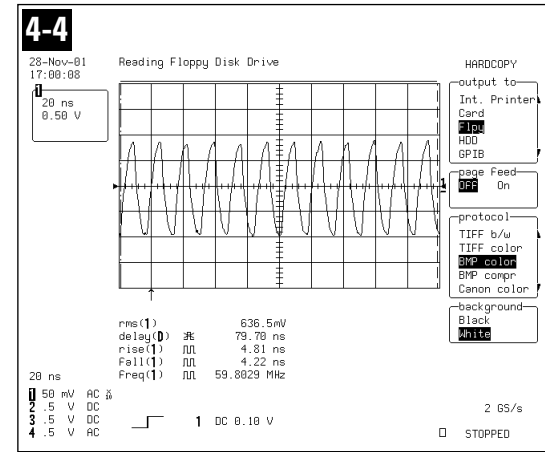 4-4
28-Nov-01
17:00:08
Reading Floppy Disk Drive
1
20 ns
0.50 V
HARDCOPY
output to
Int. Printer
Card
Flpy
HDD
GPIB
page Feed
Off On
protocol
TIFF b/w
TIFF color
BMP color
BMP compr
Canon color
background
Black
White
1
rms(1) 636.5mV
delay(D) 79.70 ns
rise(1) 4.81 ns
Fall(1) 4.22 ns
Freq(1) 59.8029 MHz
20 ns
1 50 mV AC
2 .5 V DC
3 .5 V DC
4 .5 V AC
1 DC 0.10 V
2 GS/s
STOPPED